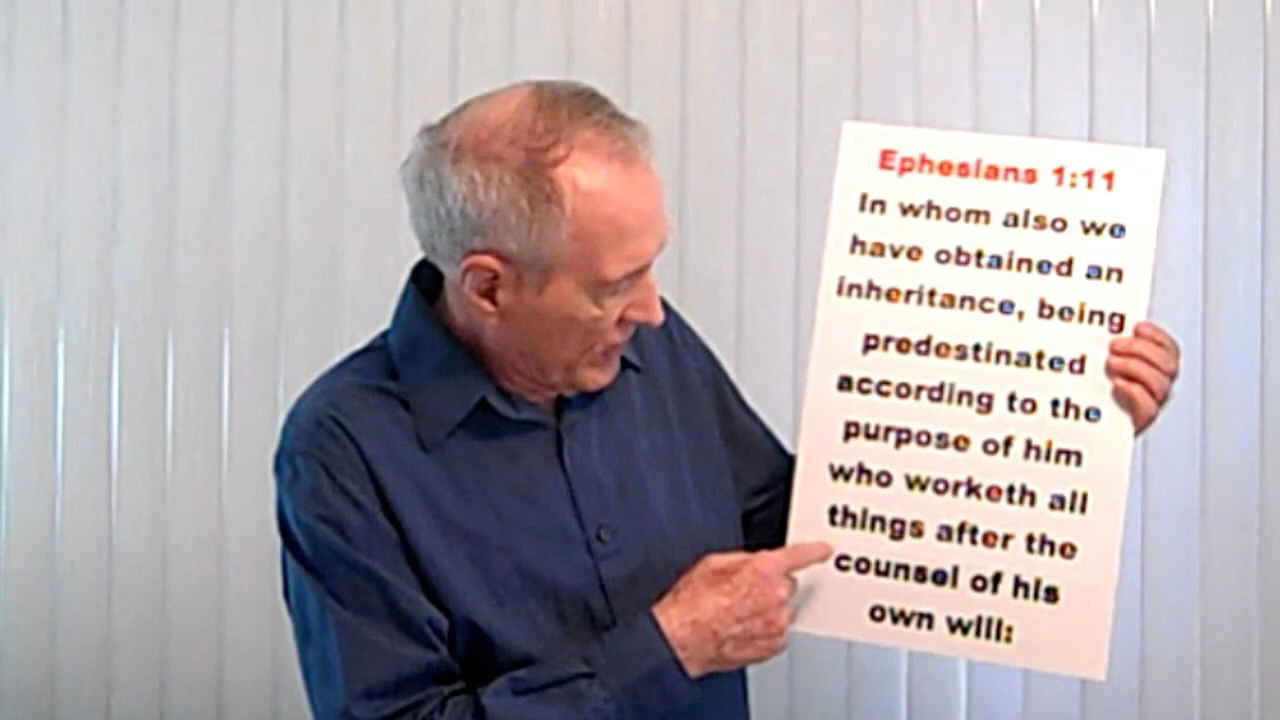 Ephesians 1:11
In whom also we
have obtained an
inheritance, being
predestinated
according to the
purpose of him
who worketh all
things after the
counsel of his
own will: